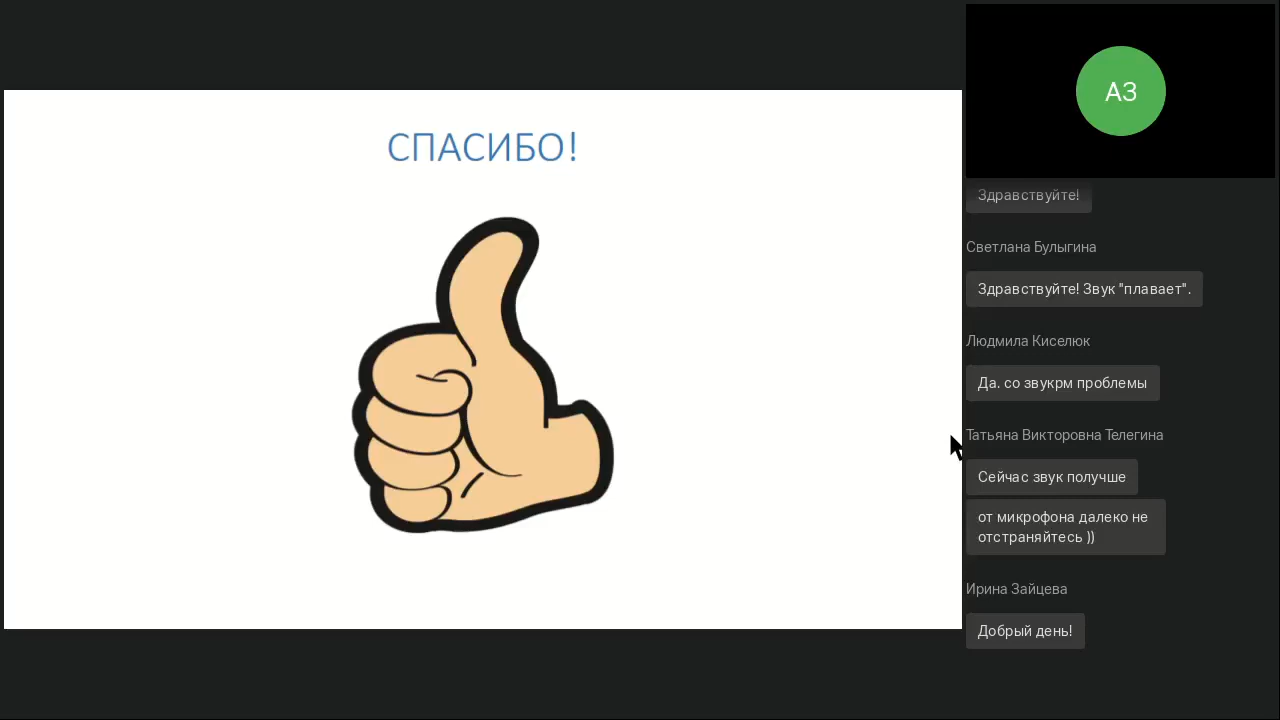 СПАСИБО!
АЗ
Здравствуйте!
Светлана Булыгина
Здравствуйте! Звук "плавает".
Людмила Киселюк
Да. со звукрм проблемы
Татьяна Викторовна Телегина
Сейчас звук получше
от микрофона далеко не
отстраняйтесь ))
Ирина Зайцева
Добрый день!